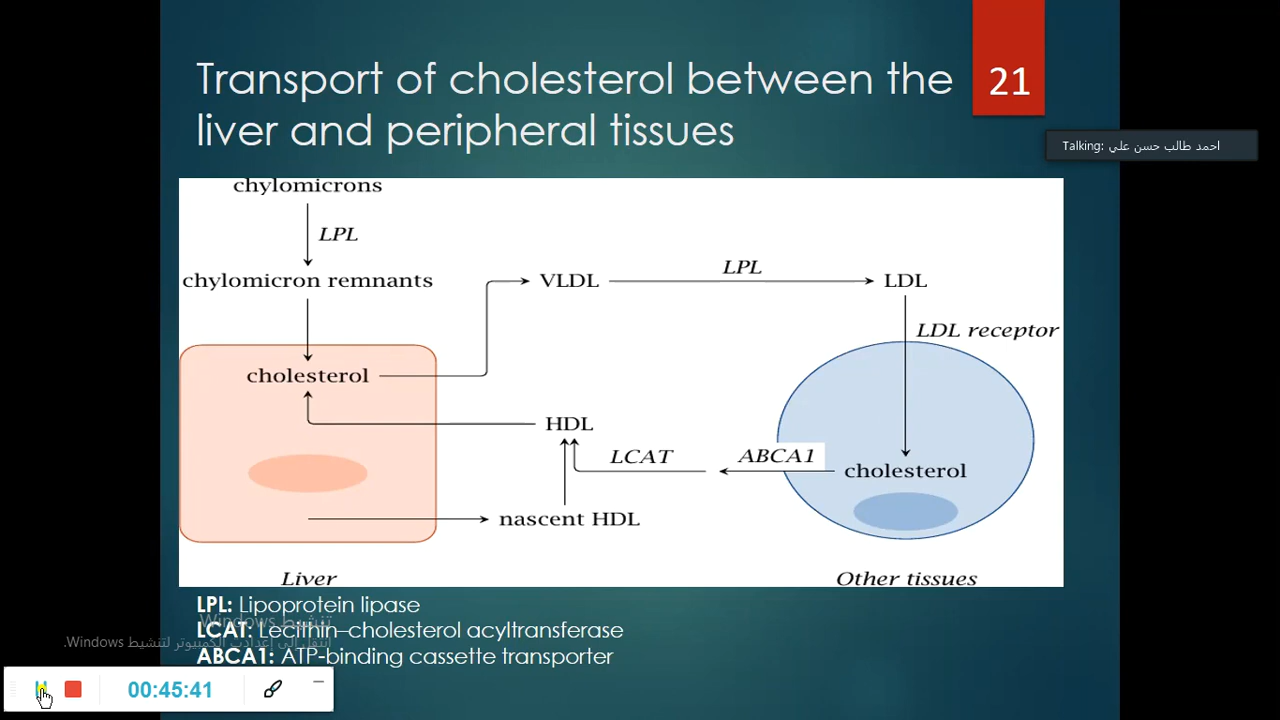 Transport of cholesterol between the
liver and peripheral tissues
21
Talking: احمد طالب حسن علي
chylomicrons
LPL
chylomicron remnants
VLDL
LPL
LDL
LDL receptor
cholesterol
HDL
LCAT
ABCA1
cholesterol
nascent HDL
Liver
Other tissues
LPL: Lipoprotein lipase
تنشيط Windows
LCAT: Lecithin–cholesterol acyltransferase
انتقل إلى إعدادات الكمبيوتر لتنشيط Windows.
ABCA1: ATP-binding cassette transporter
00:45:41